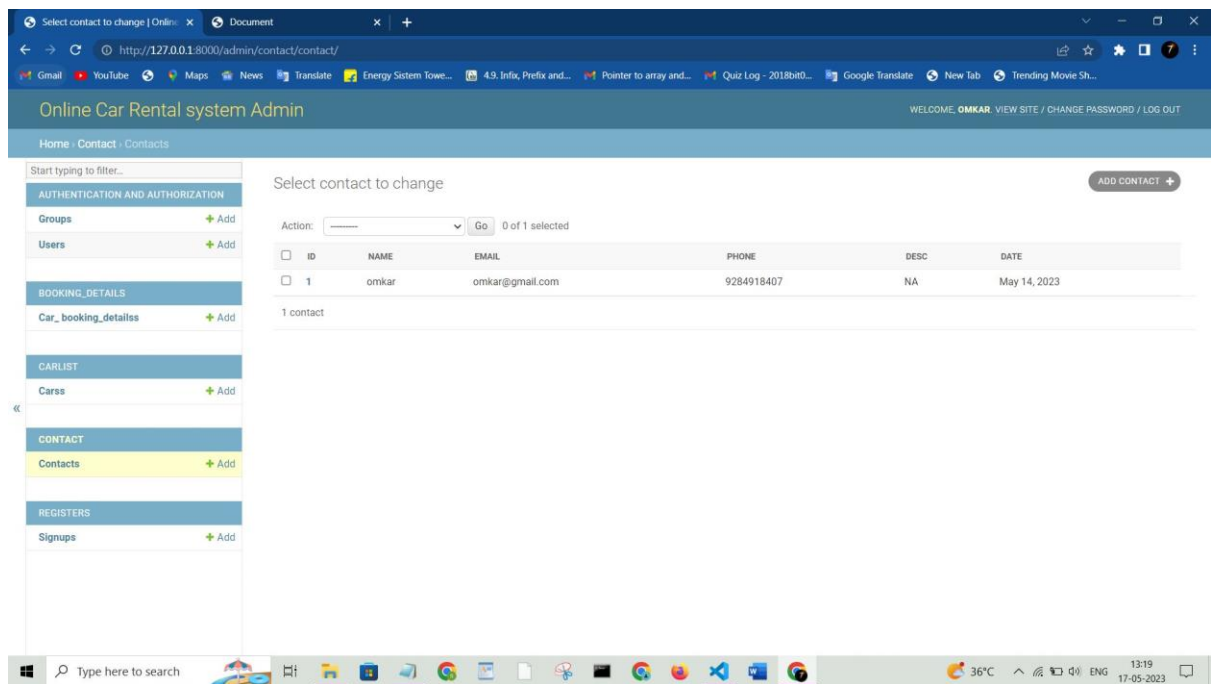 Select contact to change | Online
Document
http://127.0.0.1:8000/admin/contact/contact/
Gmail YouTube Maps News Translate Energy Sistem Towe... 4.9. Infix, Prefix and... Pointer to array and... Quiz Log - 2018bit0... Google Translate New Tab Trending Movie Sh...
Online Car Rental system Admin
WELCOME, OMKAR. VIEW SITE / CHANGE PASSWORD / LOG OUT
Home › Contact › Contacts
Start typing to filter...
AUTHENTICATION AND AUTHORIZATION
Groups + Add
Users + Add
BOOKING_DETAILS
Car_ booking_detailss + Add
CARLIST
Carss + Add
CONTACT
Contacts + Add
REGISTERS
Signups + Add
«
Select contact to change
ADD CONTACT +
Action: --------- Go 0 of 1 selected
ID NAME EMAIL PHONE DESC DATE
1 omkar omkar@gmail.com 9284918407 NA May 14, 2023
1 contact
Type here to search
36°C ENG 13:19
17-05-2023